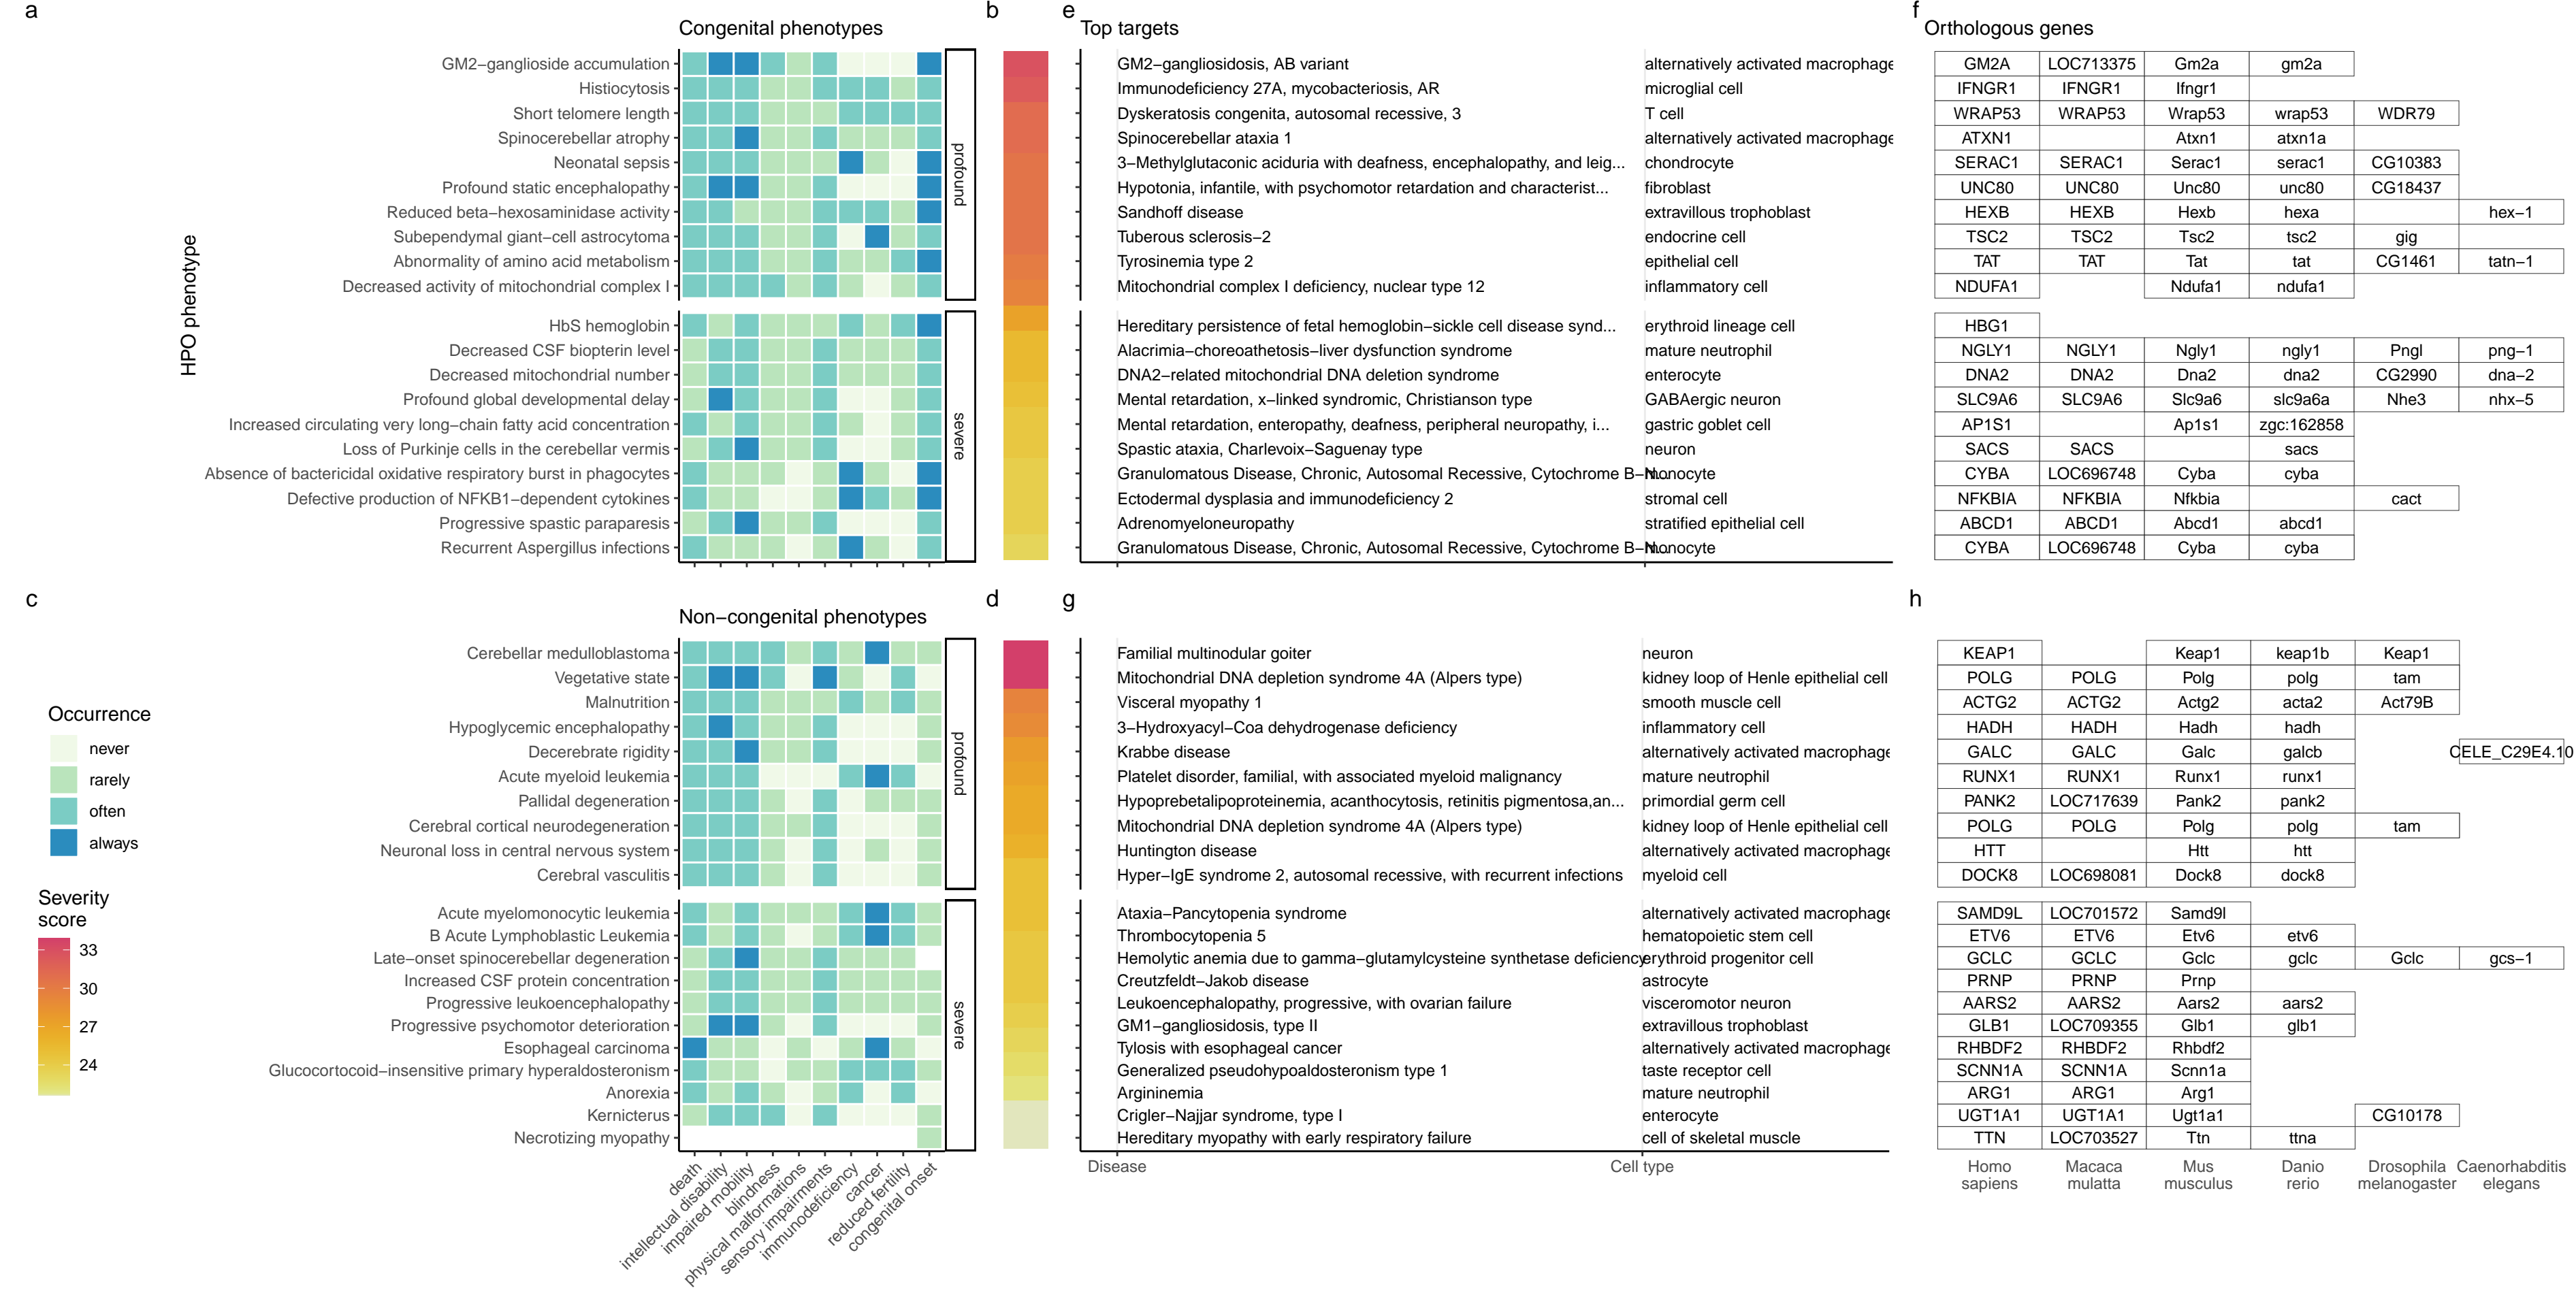 a
b
e
f
Congenital phenotypes
Top targets
Orthologous genes
HPO phenotype
GM2−ganglioside accumulation GM2−gangliosidosis, AB variant alternatively activated macrophage GM2A LOC713375 Gm2a gm2a
Histiocytosis Immunodeficiency 27A, mycobacteriosis, AR microglial cell IFNGR1 IFNGR1 Ifngr1
Short telomere length Dyskeratosis congenita, autosomal recessive, 3 T cell WRAP53 WRAP53 Wrap53 wrap53 WDR79
Spinocerebellar atrophy Spinocerebellar ataxia 1 alternatively activated macrophage ATXN1 Atxn1 atxn1a
Neonatal sepsis 3−Methylglutaconic aciduria with deafness, encephalopathy, and leig... chondrocyte SERAC1 SERAC1 Serac1 serac1 CG10383
Profound static encephalopathy Hypotonia, infantile, with psychomotor retardation and characterist... fibroblast UNC80 UNC80 Unc80 unc80 CG18437
Reduced beta−hexosaminidase activity Sandhoff disease extravillous trophoblast HEXB HEXB Hexb hexa hex−1
Subependymal giant−cell astrocytoma Tuberous sclerosis−2 endocrine cell TSC2 TSC2 Tsc2 tsc2 gig
Abnormality of amino acid metabolism Tyrosinemia type 2 epithelial cell TAT TAT Tat tat CG1461 tatn−1
Decreased activity of mitochondrial complex I Mitochondrial complex I deficiency, nuclear type 12 inflammatory cell NDUFA1 Ndufa1 ndufa1
profound
HbS hemoglobin Hereditary persistence of fetal hemoglobin−sickle cell disease synd... erythroid lineage cell HBG1
Decreased CSF biopterin level Alacrimia−choreoathetosis−liver dysfunction syndrome mature neutrophil NGLY1 NGLY1 Ngly1 ngly1 Pngl png−1
Decreased mitochondrial number DNA2−related mitochondrial DNA deletion syndrome enterocyte DNA2 DNA2 Dna2 dna2 CG2990 dna−2
Profound global developmental delay Mental retardation, x−linked syndromic, Christianson type GABAergic neuron SLC9A6 SLC9A6 Slc9a6 slc9a6a Nhe3 nhx−5
Increased circulating very long−chain fatty acid concentration Mental retardation, enteropathy, deafness, peripheral neuropathy, i... gastric goblet cell AP1S1 Ap1s1 zgc:162858
Loss of Purkinje cells in the cerebellar vermis Spastic ataxia, Charlevoix−Saguenay type neuron SACS SACS sacs
Absence of bactericidal oxidative respiratory burst in phagocytes Granulomatous Disease, Chronic, Autosomal Recessive, Cytochrome B−N... monocyte CYBA LOC696748 Cyba cyba
Defective production of NFKB1−dependent cytokines Ectodermal dysplasia and immunodeficiency 2 stromal cell NFKBIA NFKBIA Nfkbia cact
Progressive spastic paraparesis Adrenomyeloneuropathy stratified epithelial cell ABCD1 ABCD1 Abcd1 abcd1
Recurrent Aspergillus infections Granulomatous Disease, Chronic, Autosomal Recessive, Cytochrome B−N... monocyte CYBA LOC696748 Cyba cyba
severe
c
d
g
h
Non−congenital phenotypes
Cerebellar medulloblastoma Familial multinodular goiter neuron KEAP1 Keap1 keap1b Keap1
Vegetative state Mitochondrial DNA depletion syndrome 4A (Alpers type) kidney loop of Henle epithelial cell POLG POLG Polg polg tam
Malnutrition Visceral myopathy 1 smooth muscle cell ACTG2 ACTG2 Actg2 acta2 Act79B
Hypoglycemic encephalopathy 3−Hydroxyacyl−Coa dehydrogenase deficiency inflammatory cell HADH HADH Hadh hadh
Decerebrate rigidity Krabbe disease alternatively activated macrophage GALC GALC Galc galcb CELE_C29E4.10
Acute myeloid leukemia Platelet disorder, familial, with associated myeloid malignancy mature neutrophil RUNX1 RUNX1 Runx1 runx1
Pallidal degeneration Hypoprebetalipoproteinemia, acanthocytosis, retinitis pigmentosa,an... primordial germ cell PANK2 LOC717639 Pank2 pank2
Cerebral cortical neurodegeneration Mitochondrial DNA depletion syndrome 4A (Alpers type) kidney loop of Henle epithelial cell POLG POLG Polg polg tam
Neuronal loss in central nervous system Huntington disease alternatively activated macrophage HTT Htt htt
Cerebral vasculitis Hyper−IgE syndrome 2, autosomal recessive, with recurrent infections myeloid cell DOCK8 LOC698081 Dock8 dock8
profound
Acute myelomonocytic leukemia Ataxia−Pancytopenia syndrome alternatively activated macrophage SAMD9L LOC701572 Samd9l
B Acute Lymphoblastic Leukemia Thrombocytopenia 5 hematopoietic stem cell ETV6 ETV6 Etv6 etv6
Late−onset spinocerebellar degeneration Hemolytic anemia due to gamma−glutamylcysteine synthetase deficiency erythroid progenitor cell GCLC GCLC Gclc gclc Gclc gcs−1
Increased CSF protein concentration Creutzfeldt−Jakob disease astrocyte PRNP PRNP Prnp
Progressive leukoencephalopathy Leukoencephalopathy, progressive, with ovarian failure visceromotor neuron AARS2 AARS2 Aars2 aars2
Progressive psychomotor deterioration GM1−gangliosidosis, type II extravillous trophoblast GLB1 LOC709355 Glb1 glb1
Esophageal carcinoma Tylosis with esophageal cancer alternatively activated macrophage RHBDF2 RHBDF2 Rhbdf2
Glucocortocoid−insensitive primary hyperaldosteronism Generalized pseudohypoaldosteronism type 1 taste receptor cell SCNN1A SCNN1A Scnn1a
Anorexia Argininemia mature neutrophil ARG1 ARG1 Arg1
Kernicterus Crigler−Najjar syndrome, type I enterocyte UGT1A1 UGT1A1 Ugt1a1 CG10178
Necrotizing myopathy Hereditary myopathy with early respiratory failure cell of skeletal muscle TTN LOC703527 Ttn ttna
severe
Occurrence
never
rarely
often
always
Severity
score
33
30
27
24
death
intellectual disability
impaired mobility
blindness
physical malformations
sensory impairments
immunodeficiency
cancer
reduced fertility
congenital onset
Disease
Cell type
Homo
sapiens
Macaca
mulatta
Mus
musculus
Danio
rerio
Drosophila
melanogaster
Caenorhabditis
elegans